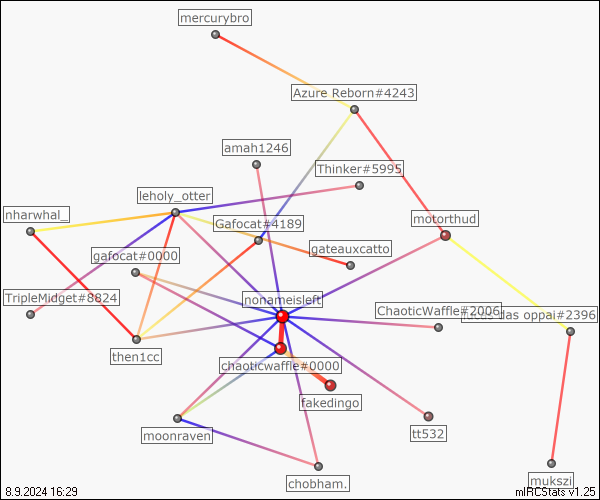 mercurybro
Azure Reborn#4243
amah1246
Thinker#5995
leholy_otter
nharwhal_
Gafocat#4189
motorthud
gafocat#0000
gateauxcatto
TripleMidget#8824
nonameisleft
ChaoticWaffle#2006
das oppai#2396
then1cc
chaoticwaffle#0000
fakedingo
moonraven
tt532
chobham.
mukszi
8.9.2024 16:29
mIRCStats v1.25